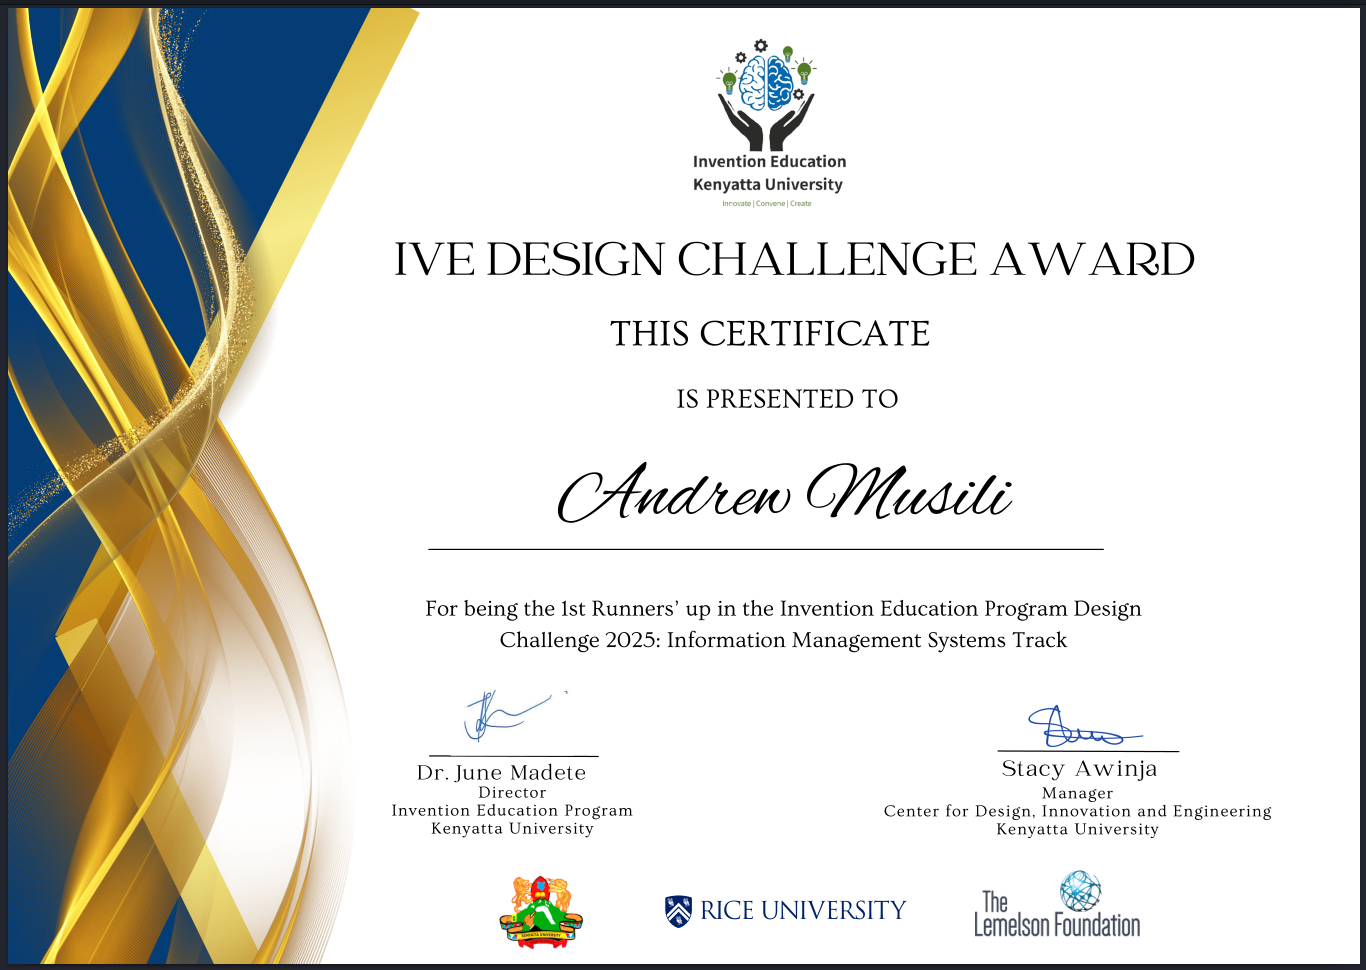 Invention Education
Kenyatta University
Innovate | Convene | Create
IVE DESIGN CHALLENGE AWARD
THIS CERTIFICATE
IS PRESENTED TO
Andrew Musili
For being the 1st Runners’ up in the Invention Education Program Design
Challenge 2025: Information Management Systems Track
Dr. June Madete
Director
Invention Education Program
Kenyatta University
Stacy Awinja
Manager
Center for Design, Innovation and Engineering
Kenyatta University
KENYATTA UNIVERSITY
RICE UNIVERSITY
The
Lemelson Foundation